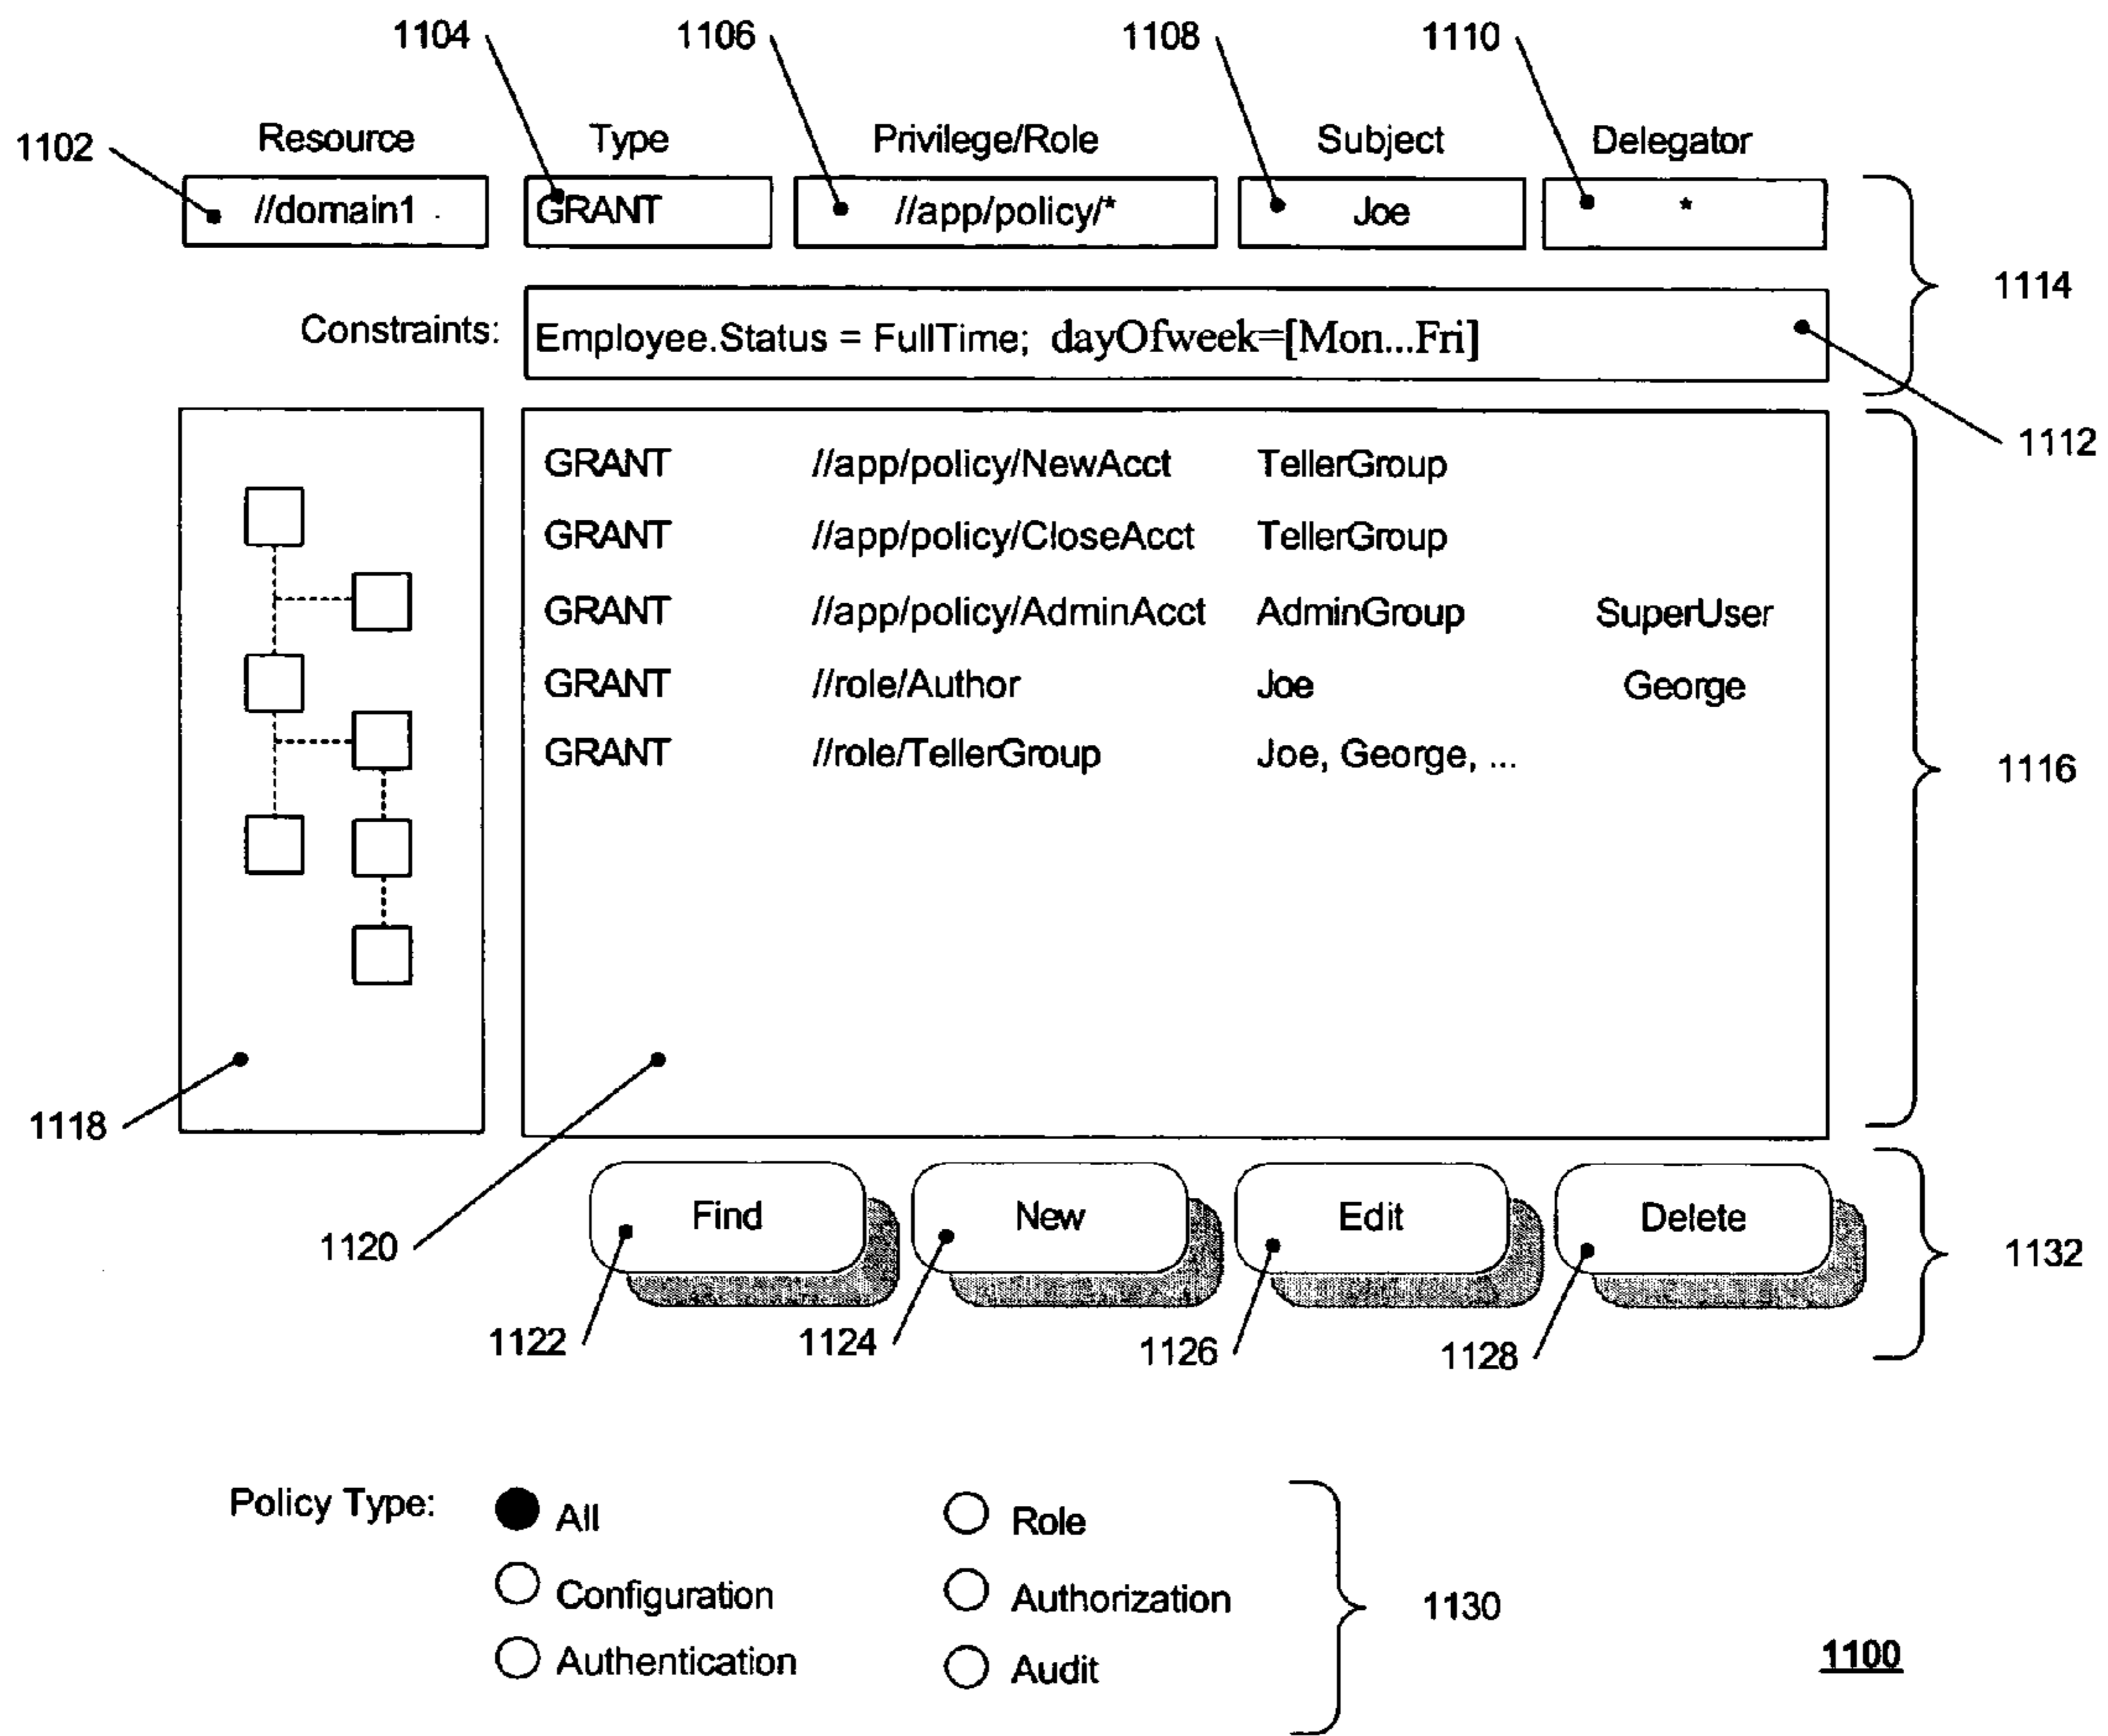 1104 1106 1108 1110
1102 Resource Type Privilege/Role Subject Delegator
//domain1 GRANT //app/policy/* Joe *
1114
Constraints: Employee.Status = FullTime; dayOfweek=[Mon...Fri]
1112
GRANT //app/policy/NewAcct TellerGroup
GRANT //app/policy/CloseAcct TellerGroup
GRANT //app/policy/AdminAcct AdminGroup SuperUser
GRANT //role/Author Joe George
GRANT //role/TellerGroup Joe, George, ...
1116
1118
Find New Edit Delete
1120 1132
1122 1124 1126 1128
Policy Type: All Role
Configuration Authorization
1130
Authentication Audit
1100